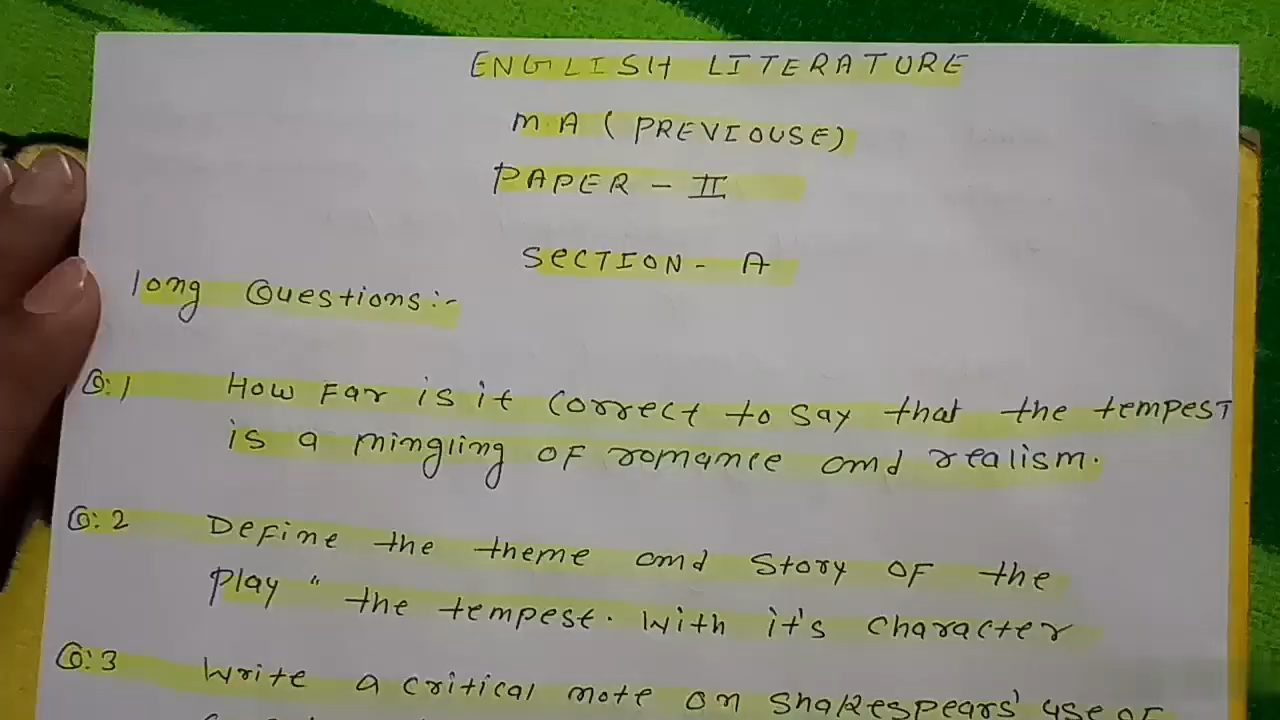 ENGLISH LITERATURE
M.A ( PREVIOUSE)
PAPER - II
SECTION - A
long Questions:-
Q:1 How Far is it correct to say that the tempest
is a mingling of romance and realism.
Q:2 Define the theme and story of the
play " the tempest. With it's character
Q:3 Write a critical note on Shakespears' use of